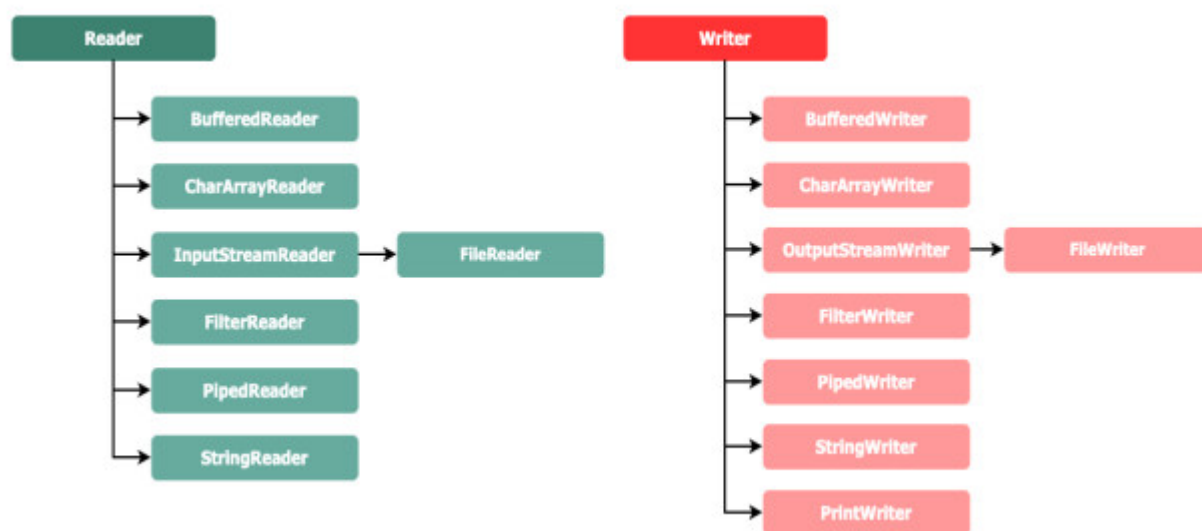 Reader
BufferedReader
CharArrayReader
InputStreamReader
FileReader
FilterReader
PipedReader
StringReader
Writer
BufferedWriter
CharArrayWriter
OutputStreamWriter
FileWriter
FilterWriter
PipedWriter
StringWriter
PrintWriter